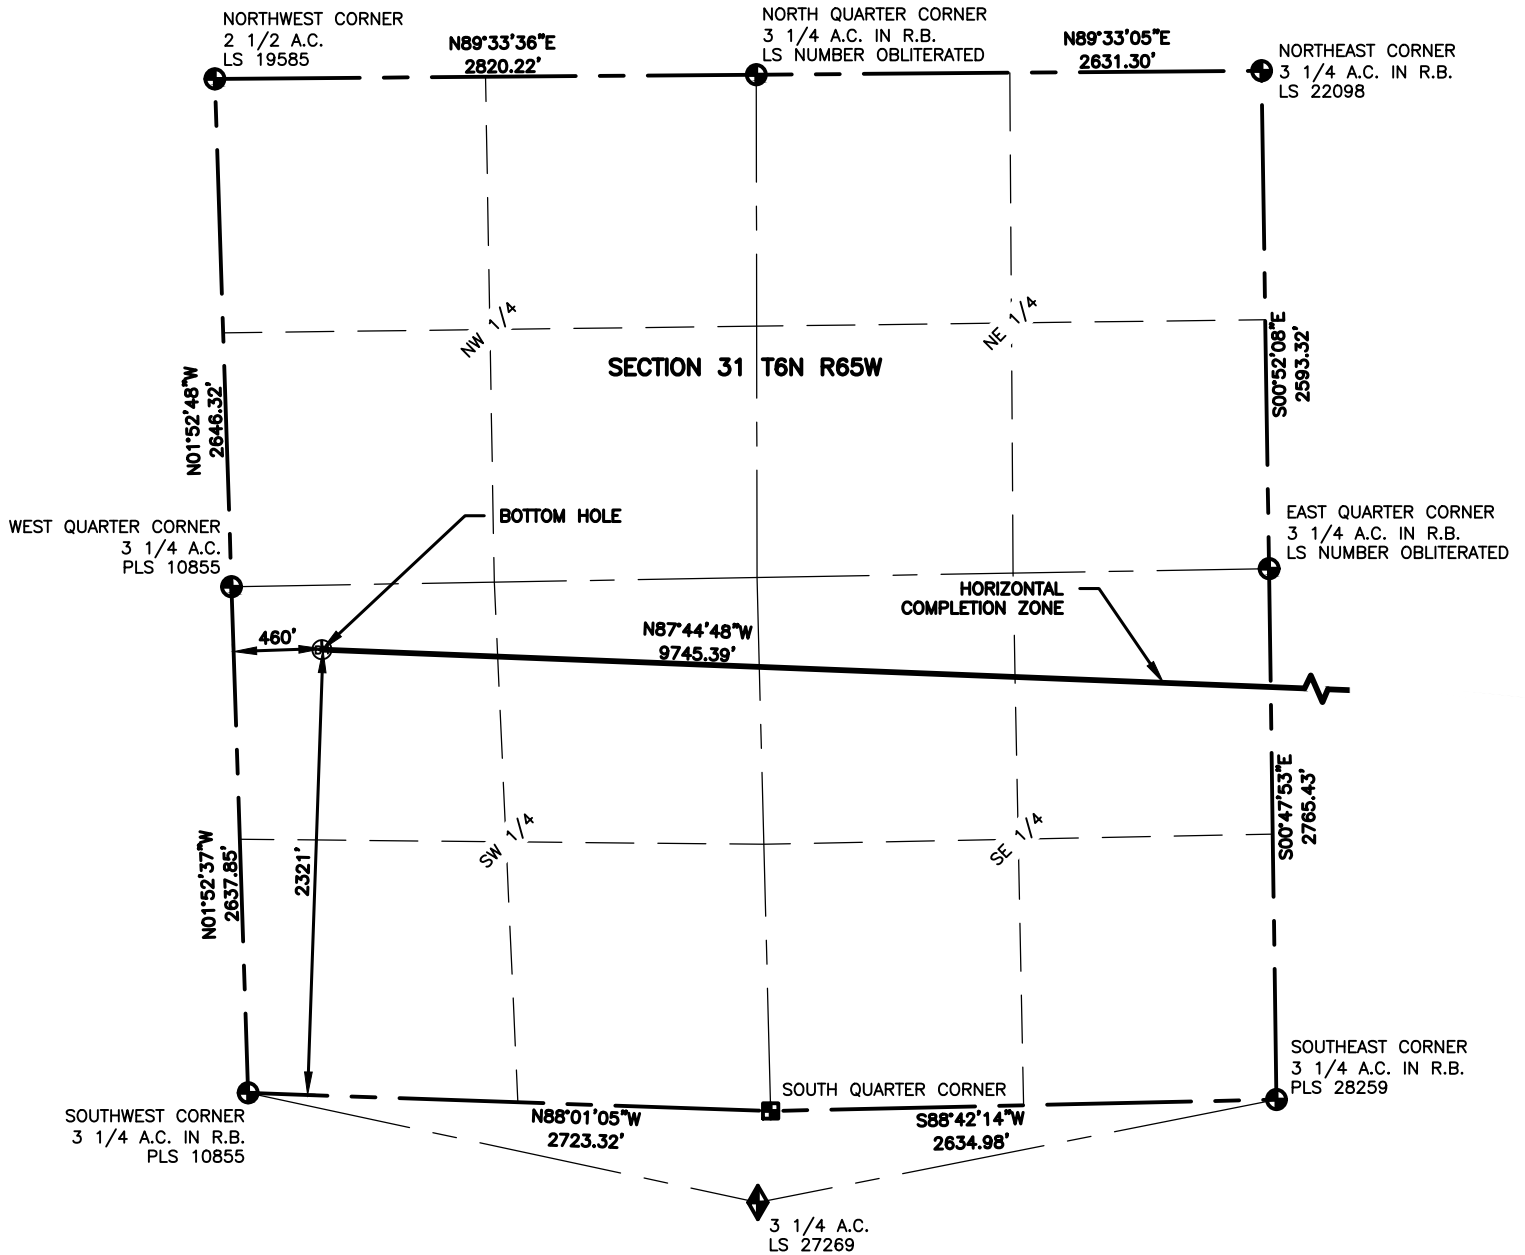 NORTHWEST CORNER
2 1/2 A.C.
LS 19585
N89°33'36"E
2820.22'
NORTH QUARTER CORNER
3 1/4 A.C. IN R.B.
LS NUMBER OBLITERATED
N89°33'05"E
2631.30'
NORTHEAST CORNER
3 1/4 A.C. IN R.B.
LS 22098
NW 1/4
NE 1/4
SECTION 31 T6N R65W
N01°52'48"W
2646.32'
S00°52'08"E
2593.32'
WEST QUARTER CORNER
3 1/4 A.C.
PLS 10855
BOTTOM HOLE
EAST QUARTER CORNER
3 1/4 A.C. IN R.B.
LS NUMBER OBLITERATED
HORIZONTAL
COMPLETION ZONE
460'
N87°44'48"W
9745.39'
S00°47'53"E
2765.43'
N01°52'37"W
2637.85'
2321'
SW 1/4
SE 1/4
SOUTHWEST CORNER
3 1/4 A.C. IN R.B.
PLS 10855
N88°01'05"W
2723.32'
SOUTH QUARTER CORNER
S88°42'14"W
2634.98'
SOUTHEAST CORNER
3 1/4 A.C. IN R.B.
PLS 28259
3 1/4 A.C.
LS 27269